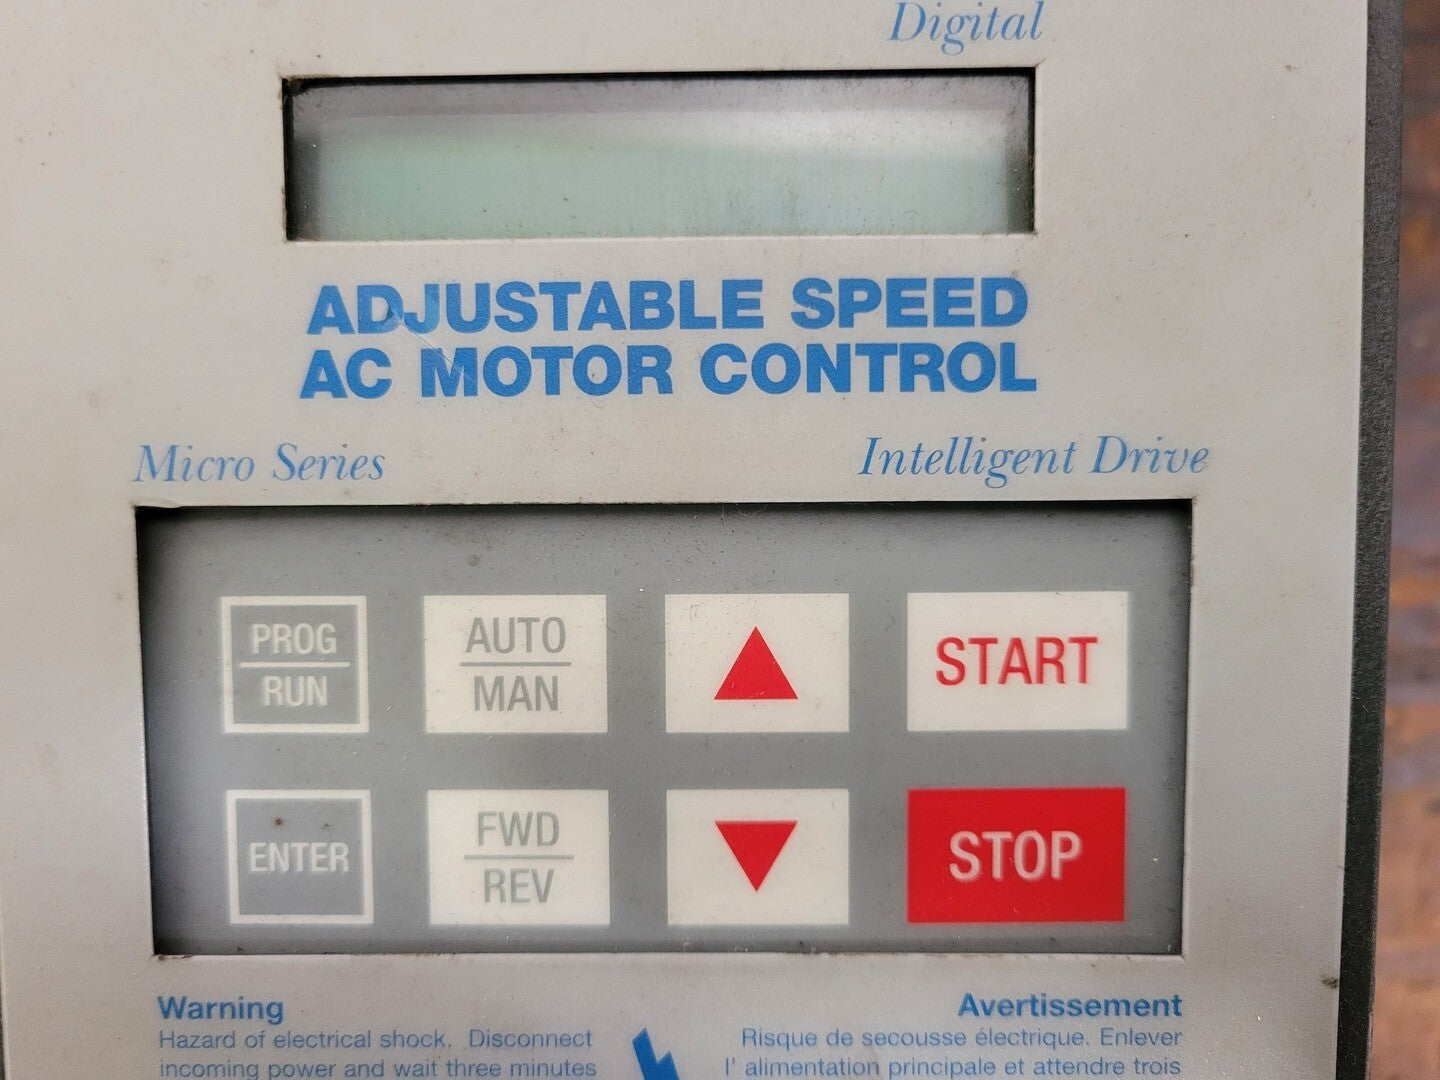 Digital
ADJUSTABLE SPEED
AC MOTOR CONTROL
Micro Series
Intelligent Drive
PROG
RUN
AUTO
MAN
START
ENTER
FWD
REV
STOP
Warning
Hazard of electrical shock. Disconnect
incoming power and wait three minutes
Avertissement
Risque de secousse électrique. Enlever
l' alimentation principale et attendre trois